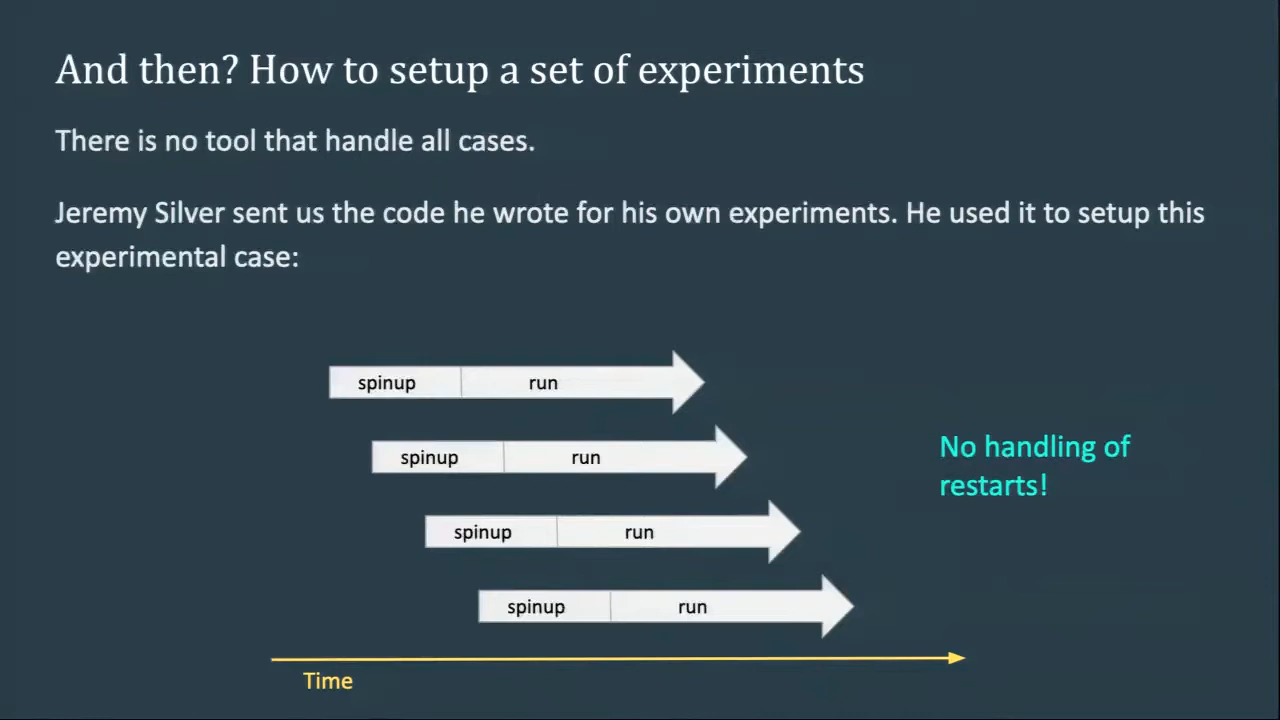 And then? How to setup a set of experiments
There is no tool that handle all cases.
Jeremy Silver sent us the code he wrote for his own experiments. He used it to setup this
experimental case:
spinup run
spinup run
No handling of
restarts!
spinup run
spinup run
Time